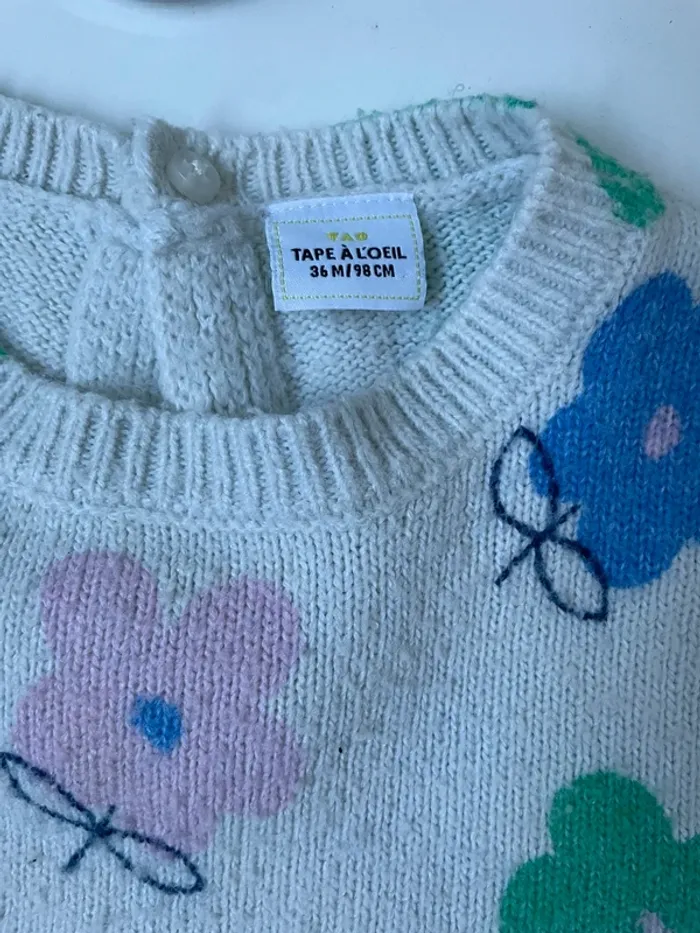 TAO
TAPE À L'OEIL
36 M/98 CM